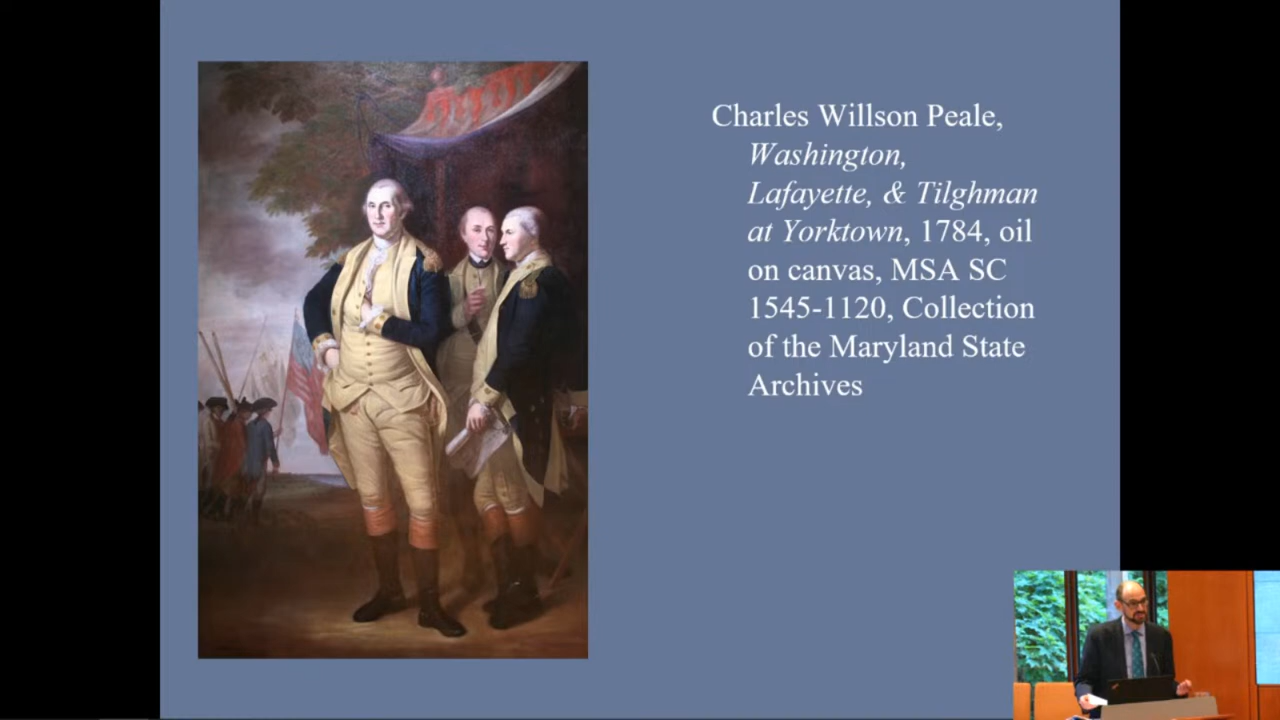 Charles Willson Peale,
Washington,
Lafayette, & Tilghman
at Yorktown, 1784, oil
on canvas, MSA SC
1545-1120, Collection
of the Maryland State
Archives